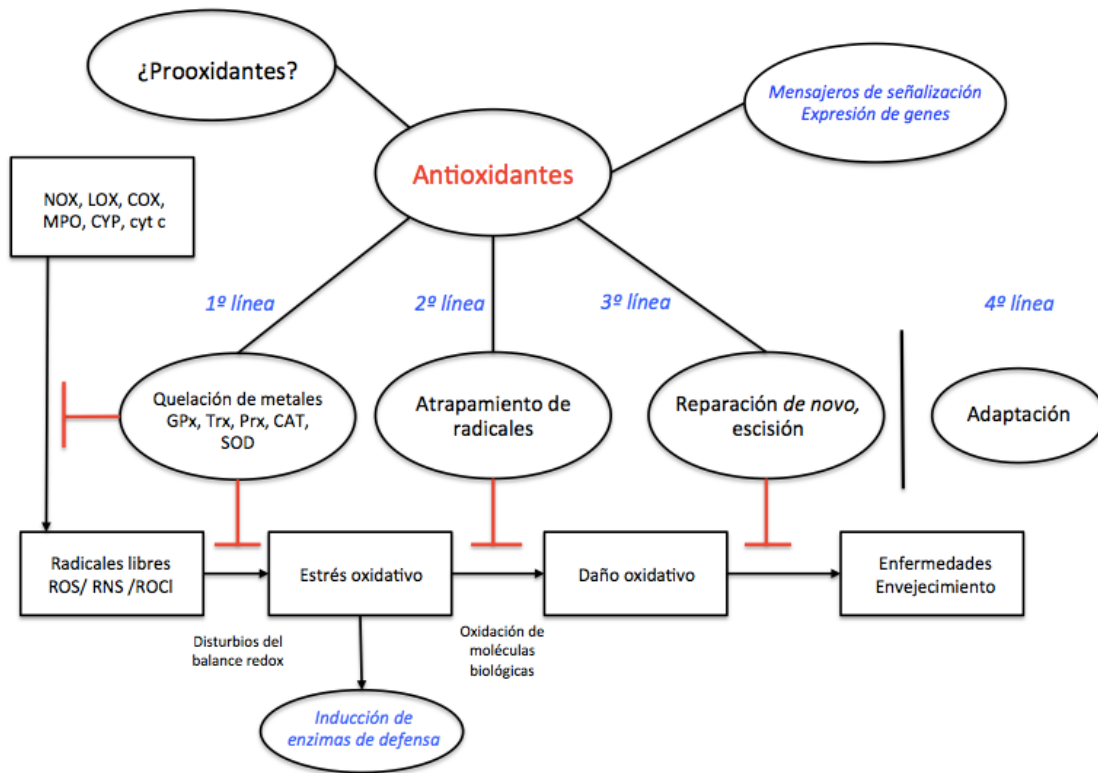 ¿Prooxidantes?
Mensajeros de señalización
Expresión de genes
Antioxidantes
NOX, LOX, COX,
MPO, CYP, cyt c
1º línea
2º línea
3º línea
4º línea
Quelación de metales
GPx, Trx, Prx, CAT,
SOD
Atrapamiento de
radicales
Reparación de novo,
escisión
Adaptación
Radicales libres
ROS/ RNS /ROCl
Estrés oxidativo
Daño oxidativo
Enfermedades
Envejecimiento
Disturbios del
balance redox
Oxidación de
moléculas
biológicas
Inducción de
enzimas de defensa